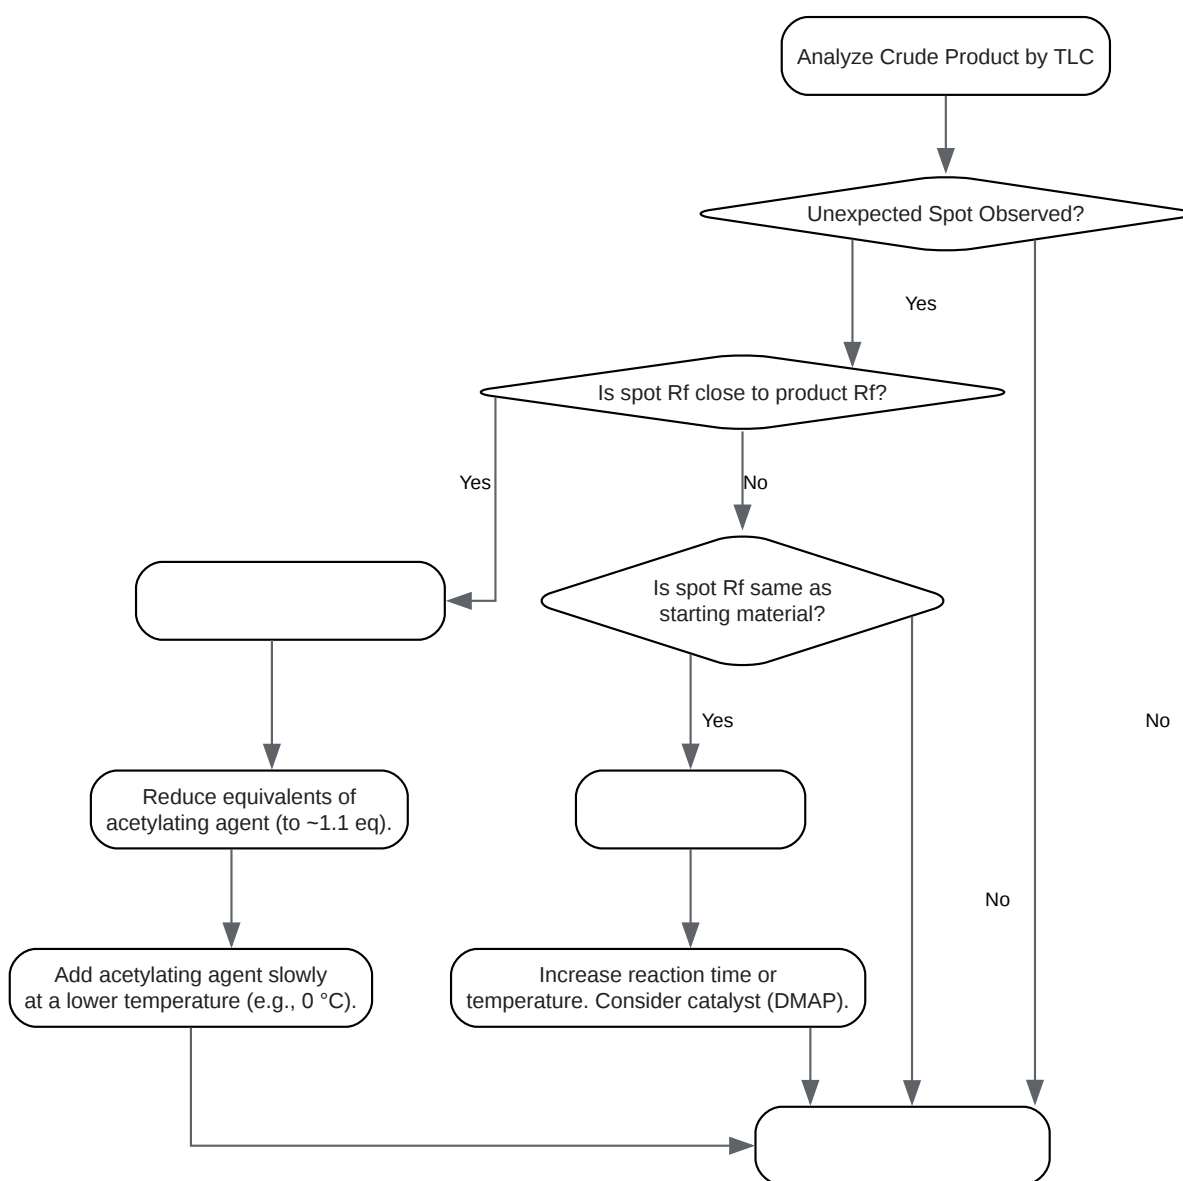 Analyze Crude Product by TLC
Unexpected Spot Observed?
Yes
Is spot Rf close to product Rf?
Yes
No
Is spot Rf same as
starting material?
Yes
No
Reduce equivalents of
acetylating agent (to ~1.1 eq).
No
Add acetylating agent slowly
at a lower temperature (e.g., 0 °C).
Increase reaction time or
temperature. Consider catalyst (DMAP).